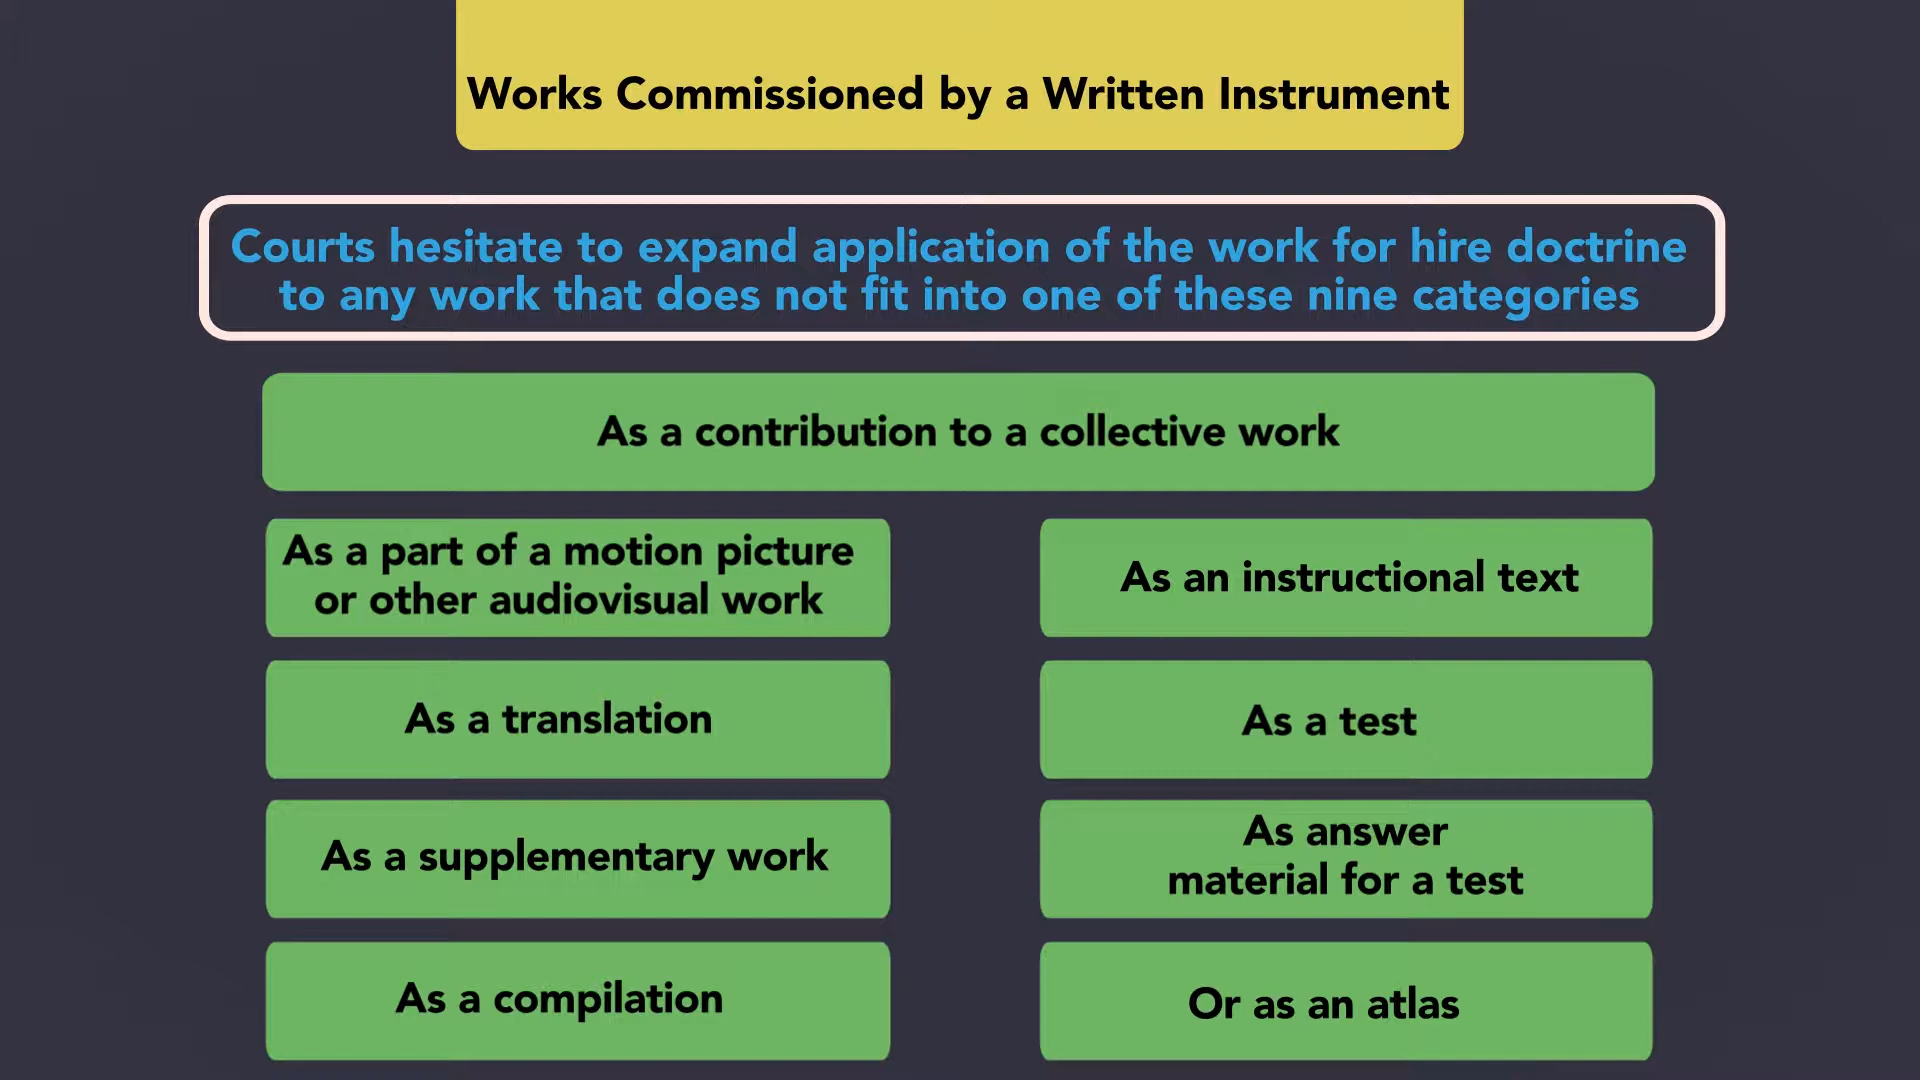 Works Commissioned by a Written Instrument
Courts hesitate to expand application of the work for hire doctrine
to any work that does not fit into one of these nine categories
As a contribution to a collective work
As a part of a motion picture
or other audiovisual work
As an instructional text
As a translation
As a test
As a supplementary work
As answer
material for a test
As a compilation
Or as an atlas